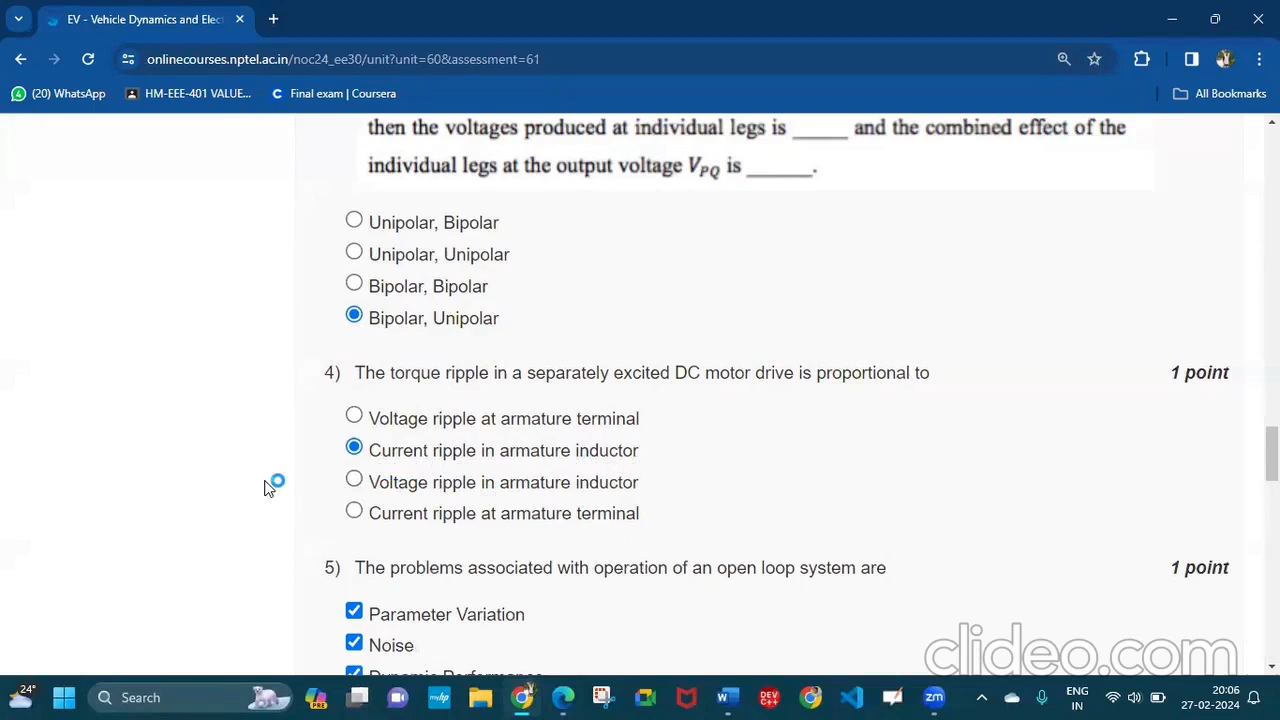 EV - Vehicle Dynamics and Elect
onlinecourses.nptel.ac.in/noc24_ee30/unit?unit=60&assessment=61
(20) WhatsApp
HM-EEE-401 VALUE...
Final exam | Coursera
All Bookmarks
then the voltages produced at individual legs is _____ and the combined effect of the
individual legs at the output voltage VPQ is ______.
Unipolar, Bipolar
Unipolar, Unipolar
Bipolar, Bipolar
Bipolar, Unipolar
4) The torque ripple in a separately excited DC motor drive is proportional to 1 point
Voltage ripple at armature terminal
Current ripple in armature inductor
Voltage ripple in armature inductor
Current ripple at armature terminal
5) The problems associated with operation of an open loop system are 1 point
Parameter Variation
Noise
Dynamic Performance
clideo.com
24°
Search
ENG
IN
20:06
27-02-2024